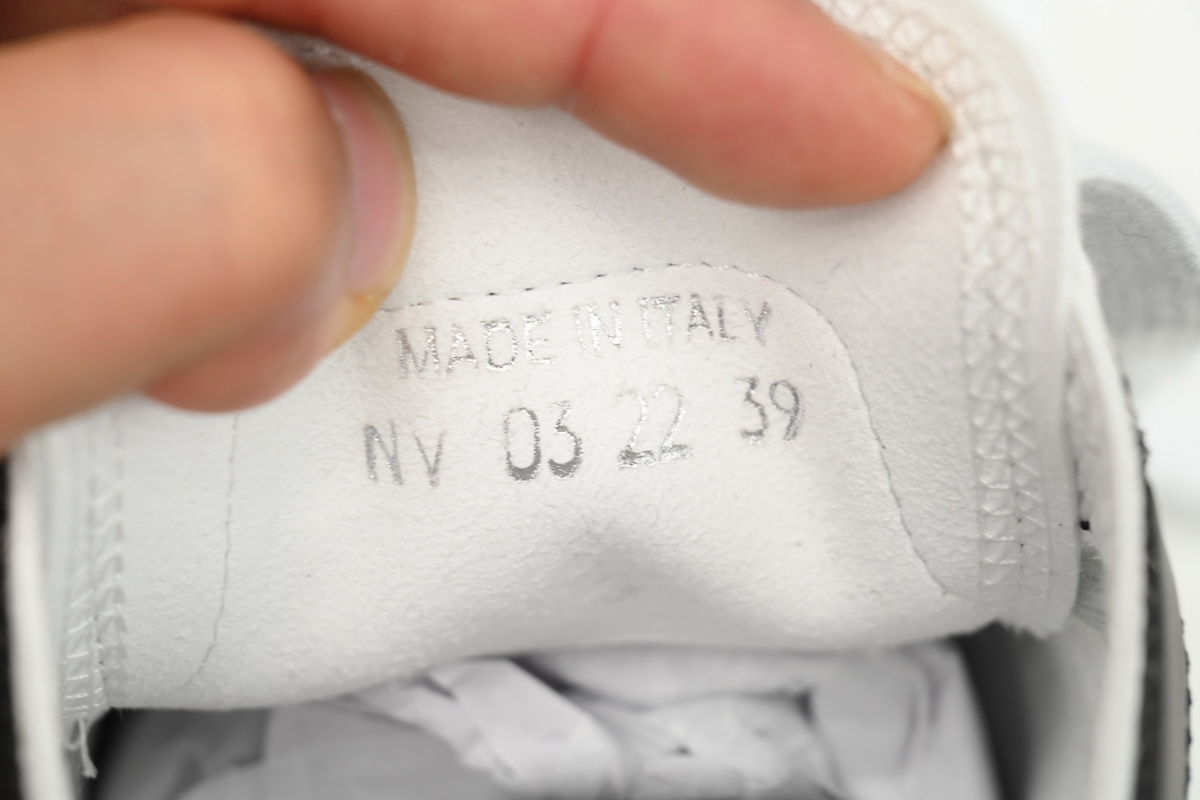 MADE IN ITALY
NV 03 22 39